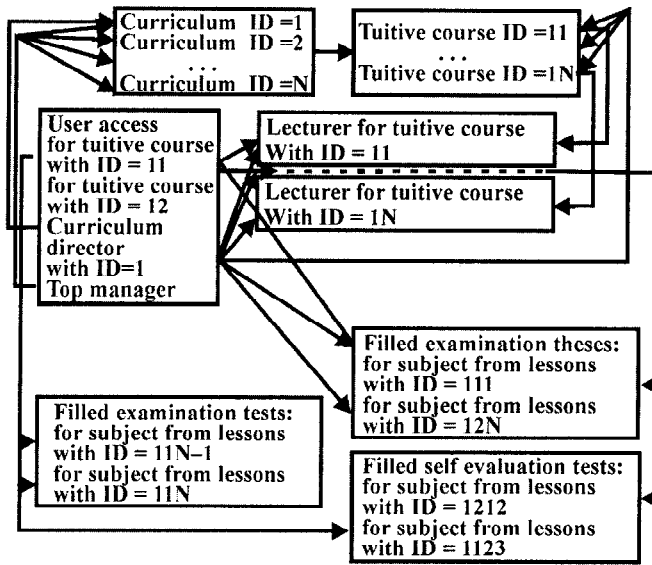 Curriculum ID =1
Curriculum ID =2
...
Curriculum ID =N
Tuitive course ID =11
...
Tuitive course ID =1N
User access
for tuitive course
with ID = 11
for tuitive course
with ID = 12
Curriculum
director
with ID=1
Top manager
Lecturer for tuitive course
With ID = 11
Lecturer for tuitive course
With ID = 1N
Filled examination theses:
for subject from lessons
with ID = 111
for subject from lessons
with ID = 12N
Filled examination tests:
for subject from lessons
with ID = 11N–1
for subject from lessons
with ID = 11N
Filled self evaluation tests:
for subject from lessons
with ID = 1212
for subject from lessons
with ID = 1123